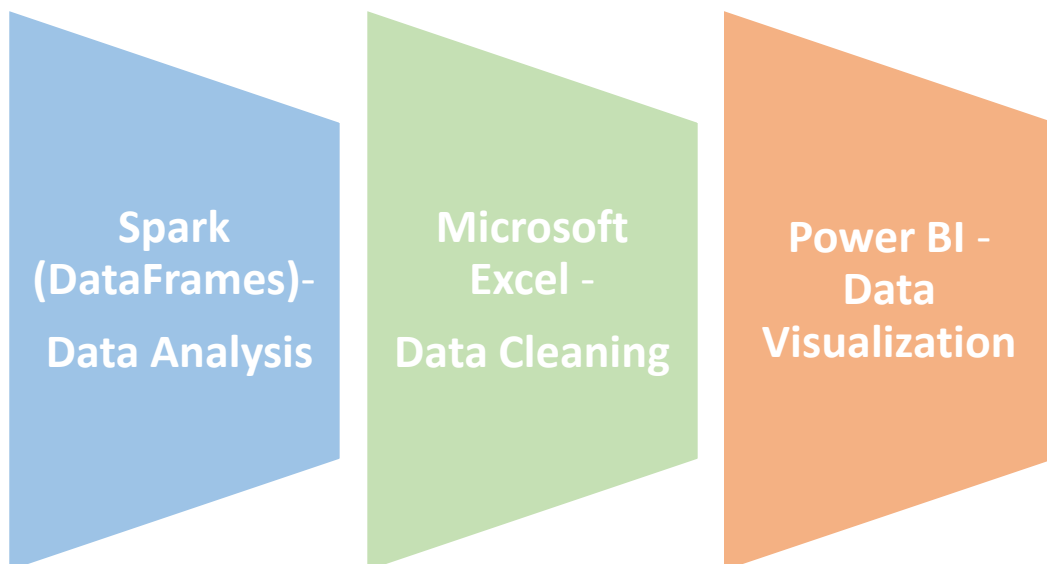 Spark
(DataFrames)-
Data Analysis
Microsoft
Excel -
Data Cleaning
Power BI -
Data
Visualization